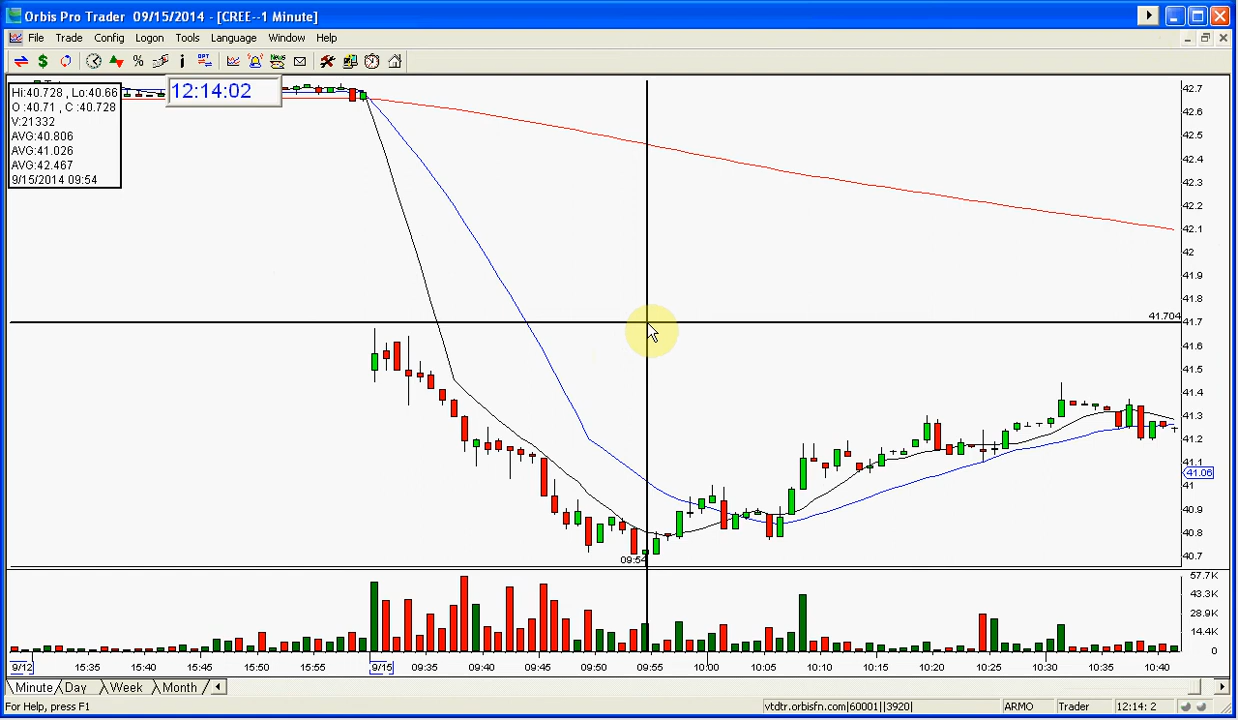 Orbis Pro Trader 09/15/2014 - [CREE--1 Minute]
File Trade Config Logon Tools Language Window Help
Hi:40.728 , Lo:40.66
O :40.71 , C :40.728
V:21332
AVG:40.806
AVG:41.026
AVG:42.467
9/15/2014 09:54
12:14:02
42.7
42.6
42.5
42.4
42.3
42.2
42.1
42
41.9
41.8
41.704
41.7
41.6
41.5
41.4
41.3
41.2
41.1
41.06
41
40.9
40.8
40.7
09:54
57.7K
43.3K
28.9K
14.4K
0
9/12 15:35 15:40 15:45 15:50 15:55 9/15 09:35 09:40 09:45 09:50 09:55 10:00 10:05 10:10 10:15 10:20 10:25 10:30 10:35 10:40
Minute Day Week Month
For Help, press F1 vtdtr.orbisfn.com|60001||3920| ARMO Trader 12:14: 2